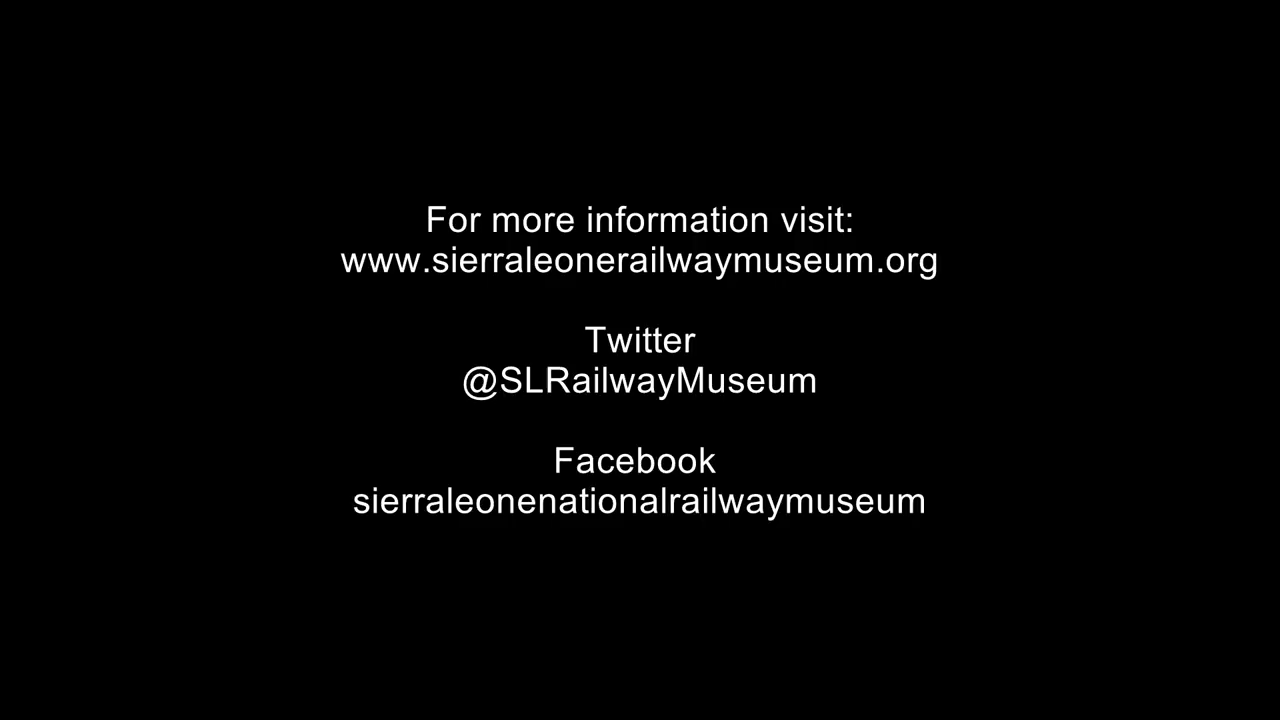 For more information visit:
www.sierraleonerailwaymuseum.org
Twitter
@SLRailwayMuseum
Facebook
sierraleonenationalrailwaymuseum